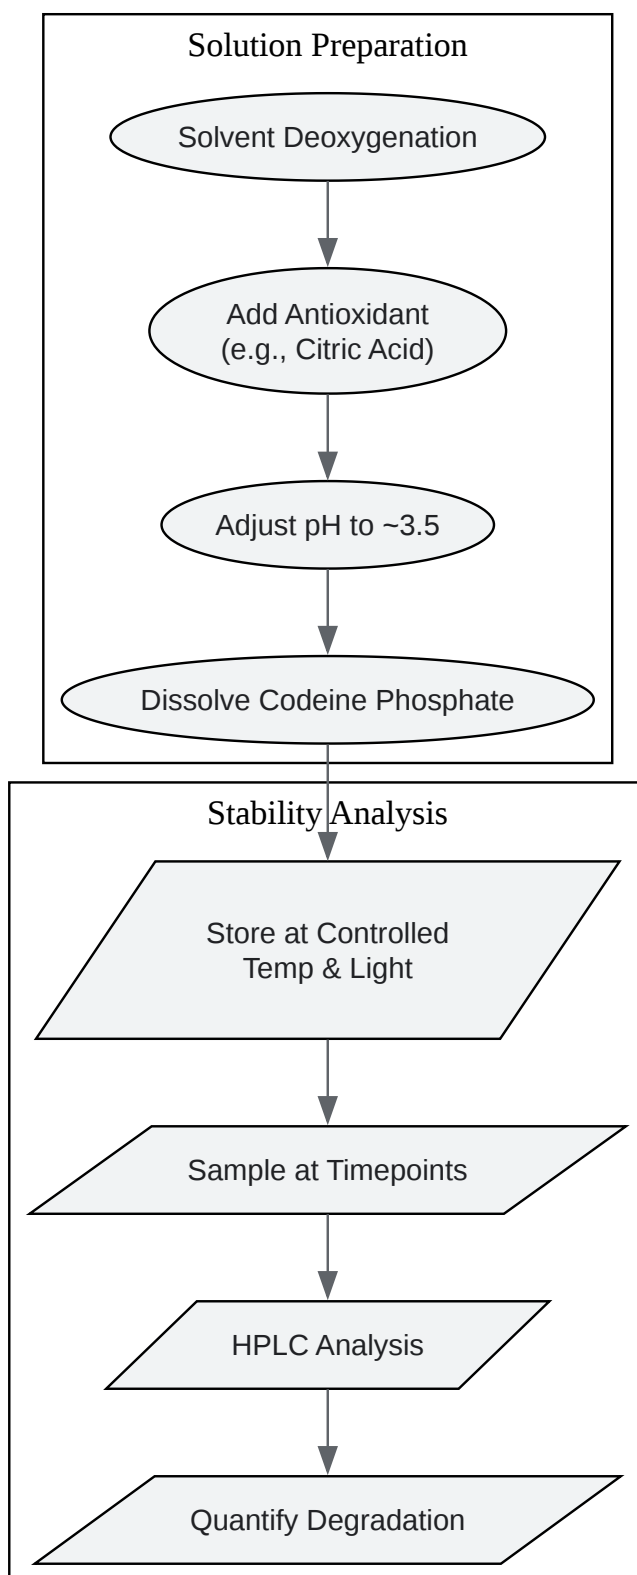 Solution Preparation
Solvent Deoxygenation
Add Antioxidant
(e.g., Citric Acid)
Adjust pH to ~3.5
Dissolve Codeine Phosphate
Stability Analysis
Store at Controlled
Temp & Light
Sample at Timepoints
HPLC Analysis
Quantify Degradation